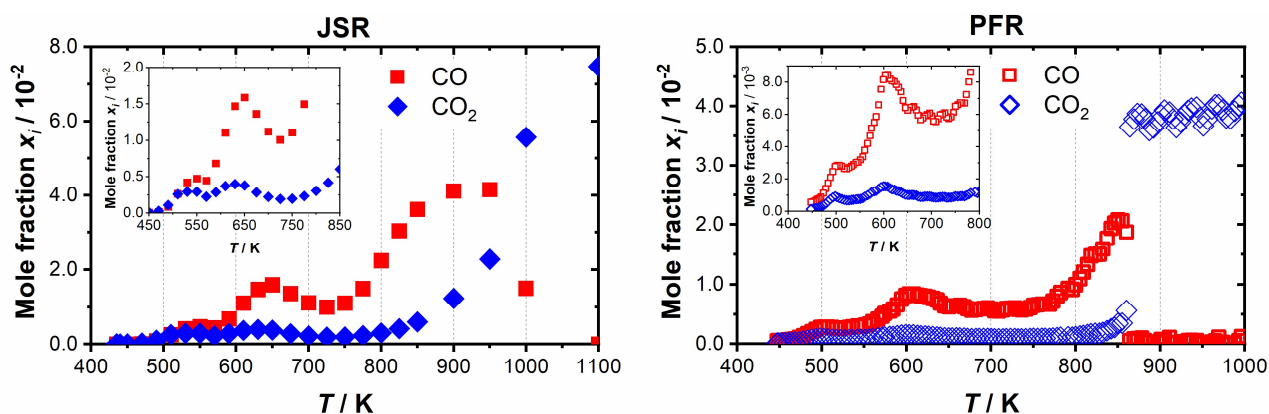 JSR
Mole fraction xᵢ / 10⁻²
8.0
6.0
4.0
2.0
0.0
400 500 600 700 800 900 1000 1100
T / K
CO
CO₂
Mole fraction xᵢ / 10⁻²
2.0
1.5
1.0
0.5
0.0
450 550 650 750 850
T / K
PFR
Mole fraction xᵢ / 10⁻²
5.0
4.0
3.0
2.0
1.0
0.0
400 500 600 700 800 900 1000
T / K
CO
CO₂
Mole fraction xᵢ / 10⁻³
8.0
6.0
4.0
2.0
0.0
400 500 600 700 800
T / K